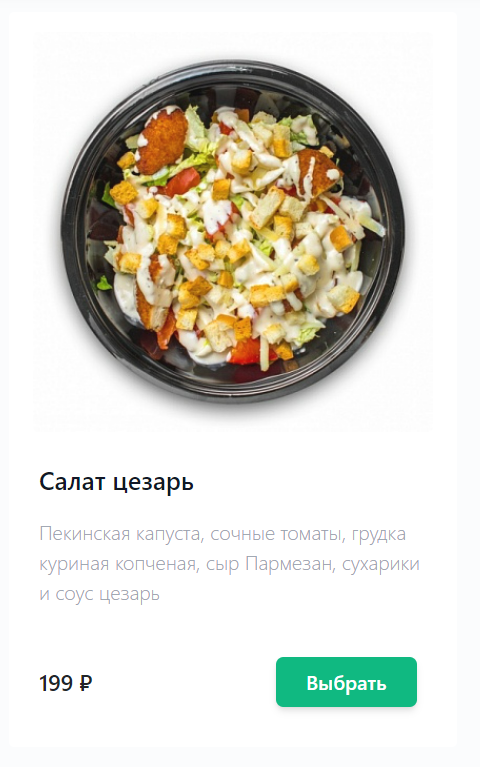 Салат цезарь
Пекинская капуста, сочные томаты, грудка
куриная копченая, сыр Пармезан, сухарики
и соус цезарь
199 ₽
Выбрать